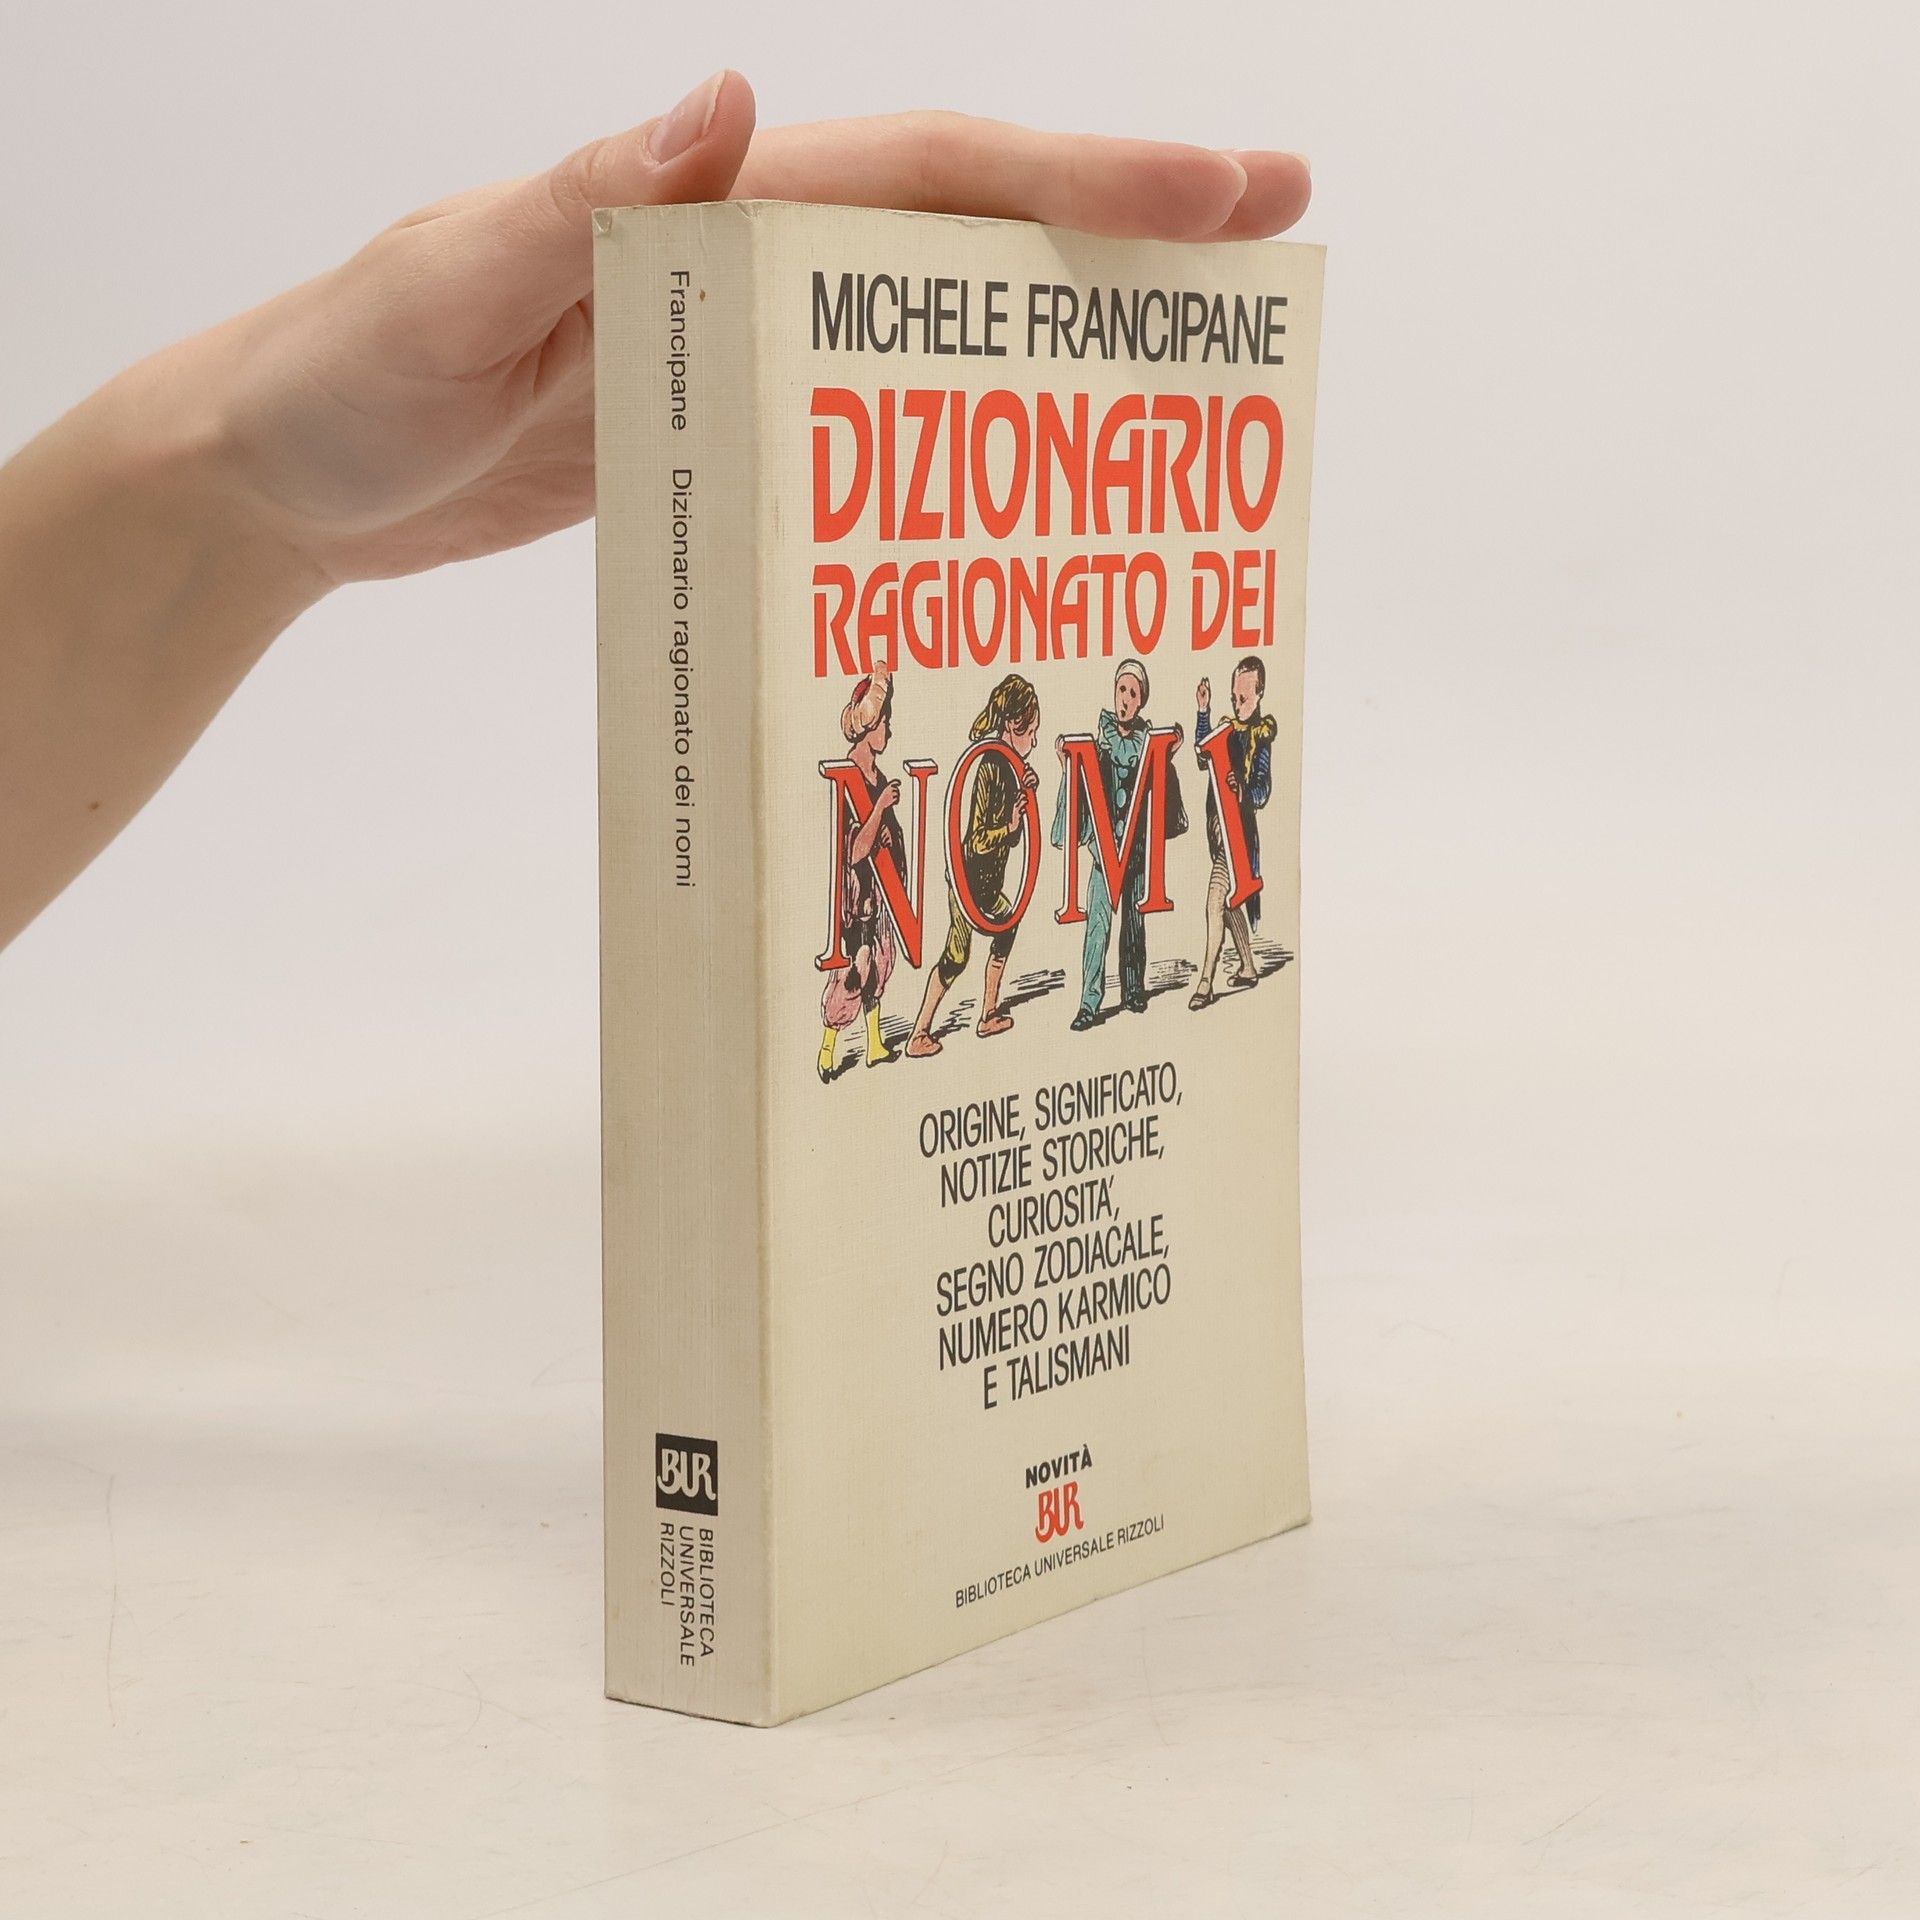 Francipane Dizionario ragionato dei nomi
BUR
BIBLIOTECA
UNIVERSALE
RIZZOLI
MICHELE FRANCIPANE
DIZIONARIO
RAGIONATO DEI
NOMI
ORIGINE, SIGNIFICATO,
NOTIZIE STORICHE,
CURIOSITA',
SEGNO ZODIACALE,
NUMERO KARMICO
E TALISMANI
NOVITÀ
BUR
BIBLIOTECA UNIVERSALE RIZZOLI